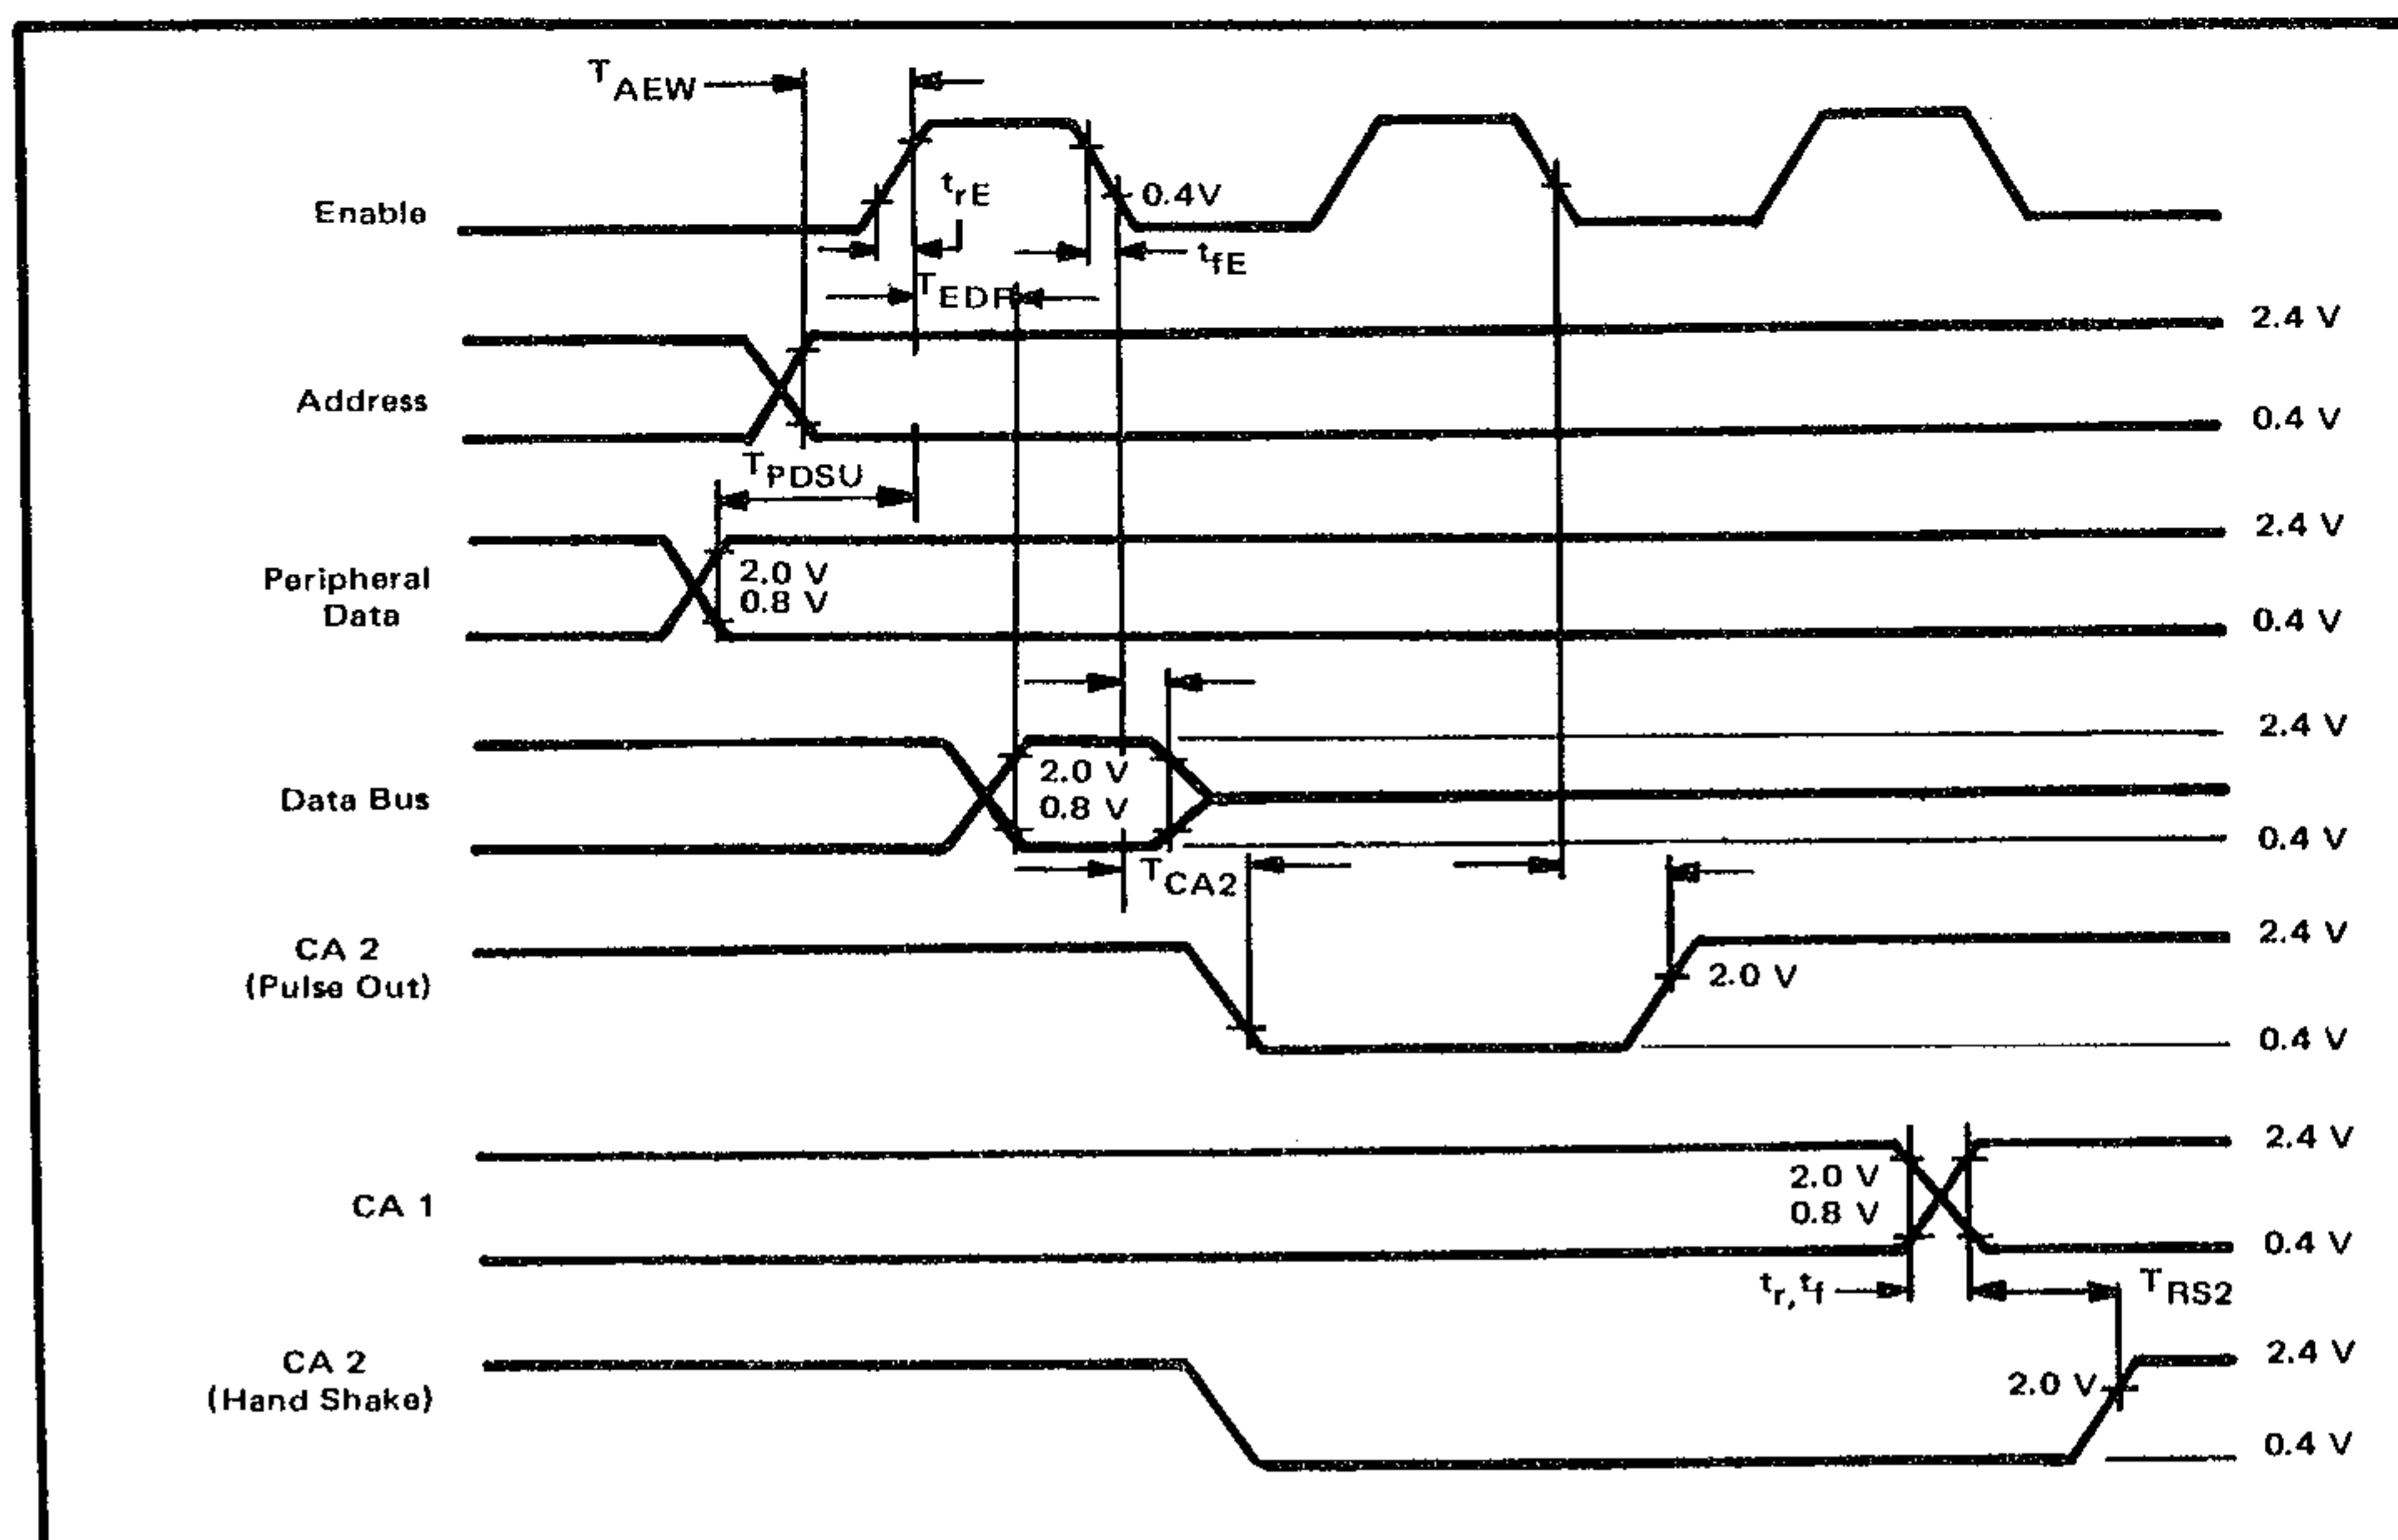 TAEW
trE
Enable
0.4V
tfE
TEDR
2.4 V
Address
0.4 V
TPDSU
2.4 V
Peripheral
Data
2.0 V
0.8 V
0.4 V
2.4 V
2.0 V
Data Bus
0.8 V
0.4 V
TCA2
2.4 V
CA 2
(Pulse Out)
2.0 V
0.4 V
2.4 V
2.0 V
CA 1
0.8 V
0.4 V
tr, tf
TRS2
2.4 V
CA 2
(Hand Shake)
2.0 V
0.4 V